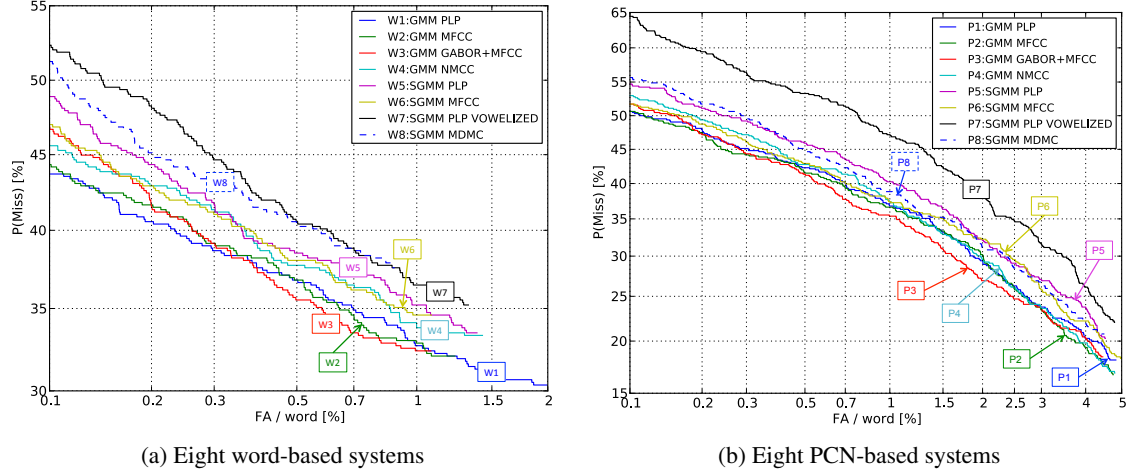 55
50
45
40
35
30
P(Miss) [%]
0.1
0.2
0.3
0.5
0.7
1
1.5
2
FA / word [%]
W1:GMM PLP
W2:GMM MFCC
W3:GMM GABOR+MFCC
W4:GMM NMCC
W5:SGMM PLP
W6:SGMM MFCC
W7:SGMM PLP VOWELIZED
W8:SGMM MDMC
W8
W6
W5
W7
W3
W4
W2
W1
(a) Eight word-based systems
65
60
55
50
45
40
35
30
25
20
15
P(Miss) [%]
0.1
0.2
0.3
0.5
0.7
1
1.5
2
2.5
3
4
5
FA / word [%]
P1:GMM PLP
P2:GMM MFCC
P3:GMM GABOR+MFCC
P4:GMM NMCC
P5:SGMM PLP
P6:SGMM MFCC
P7:SGMM PLP VOWELIZED
P8:SGMM MDMC
P8
P7
P6
P5
P3
P4
P2
P1
(b) Eight PCN-based systems